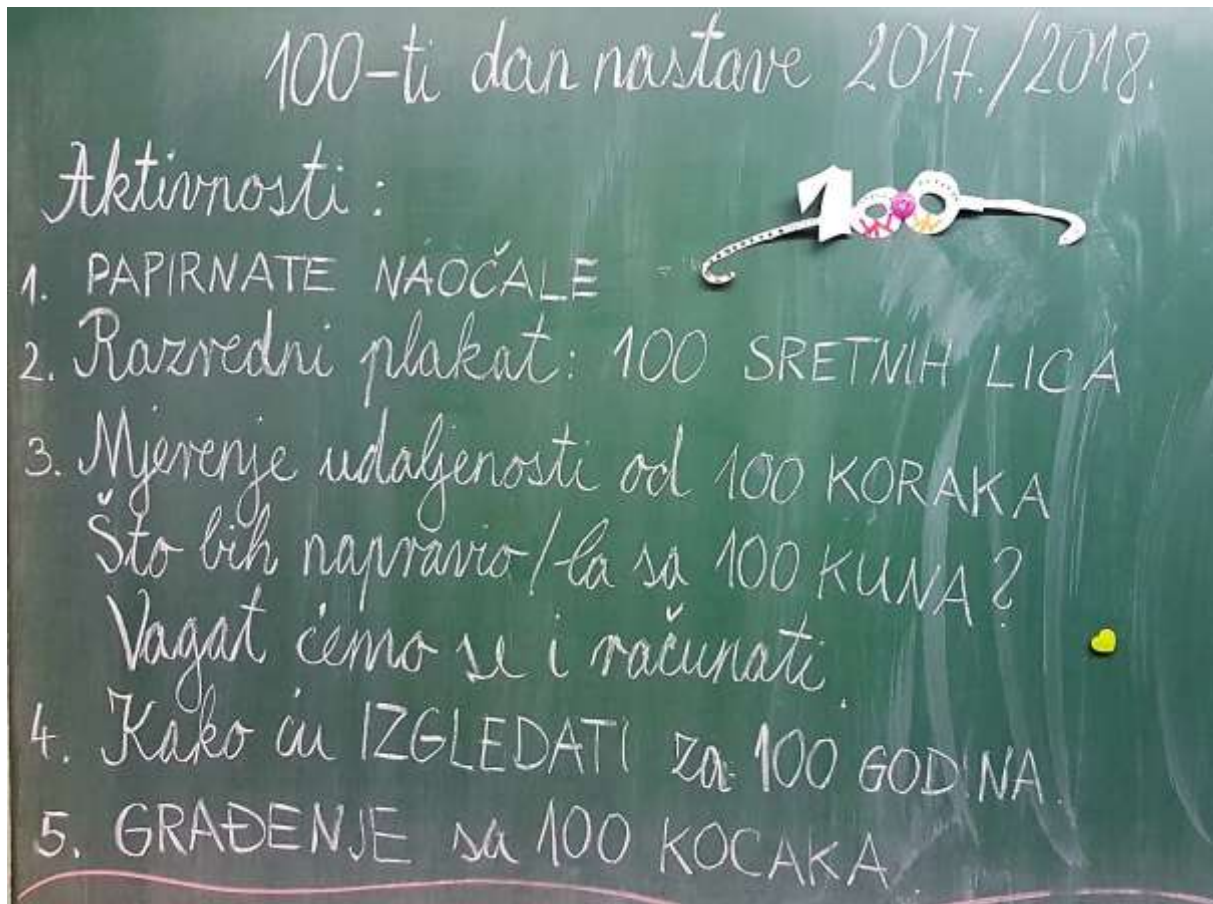 100-ti dan nastave 2017./2018.
Aktivnosti:
100
1. PAPIRNATE NAOČALE
2. Razredni plakat: 100 SRETNIH LICA
3. Mjerenje udaljenosti od 100 KORAKA
Što bih napravio/la sa 100 KUNA?
Vagat ćemo se i računati.
4. Kako ću IZGLEDATI za 100 GODINA.
5. GRAĐENJE sa 100 KOCAKA.